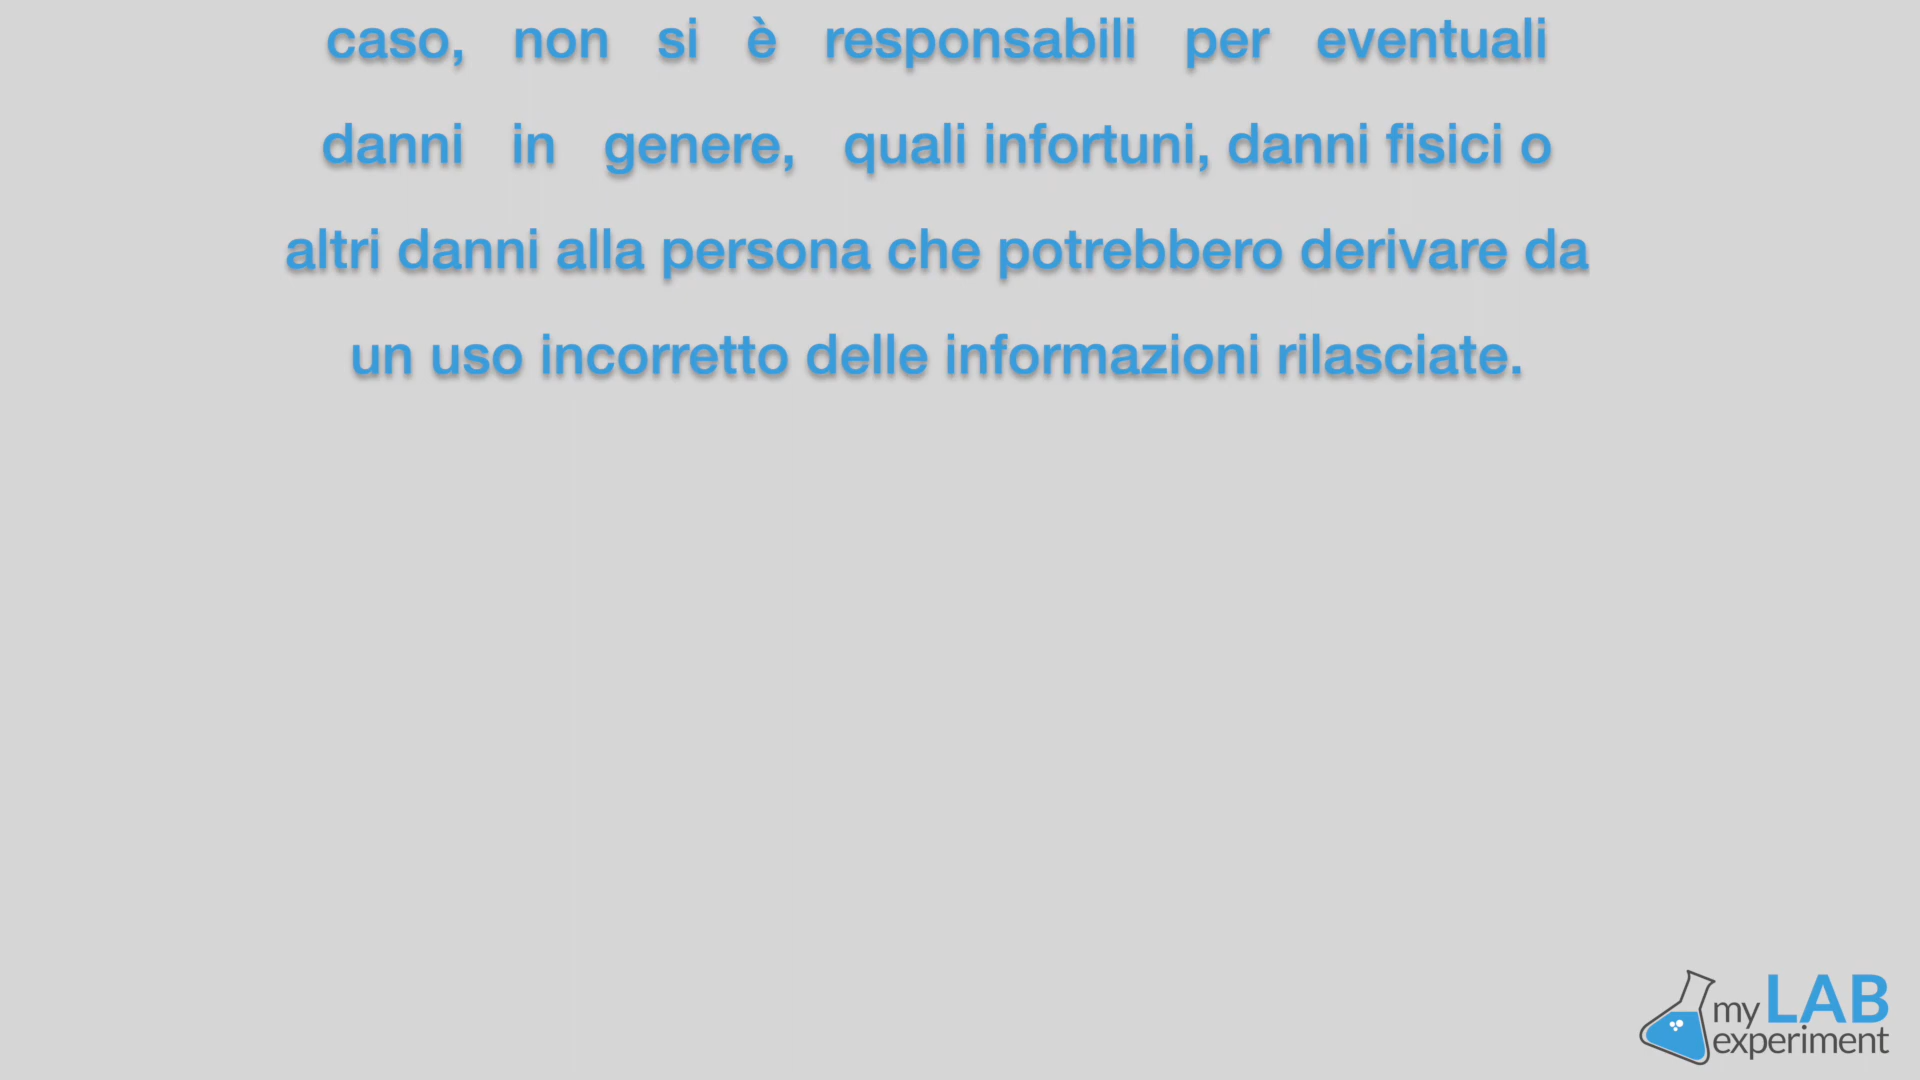 caso, non si è responsabili per eventuali
danni in genere, quali infortuni, danni fisici o
altri danni alla persona che potrebbero derivare da
un uso incorretto delle informazioni rilasciate.
my LAB
experiment